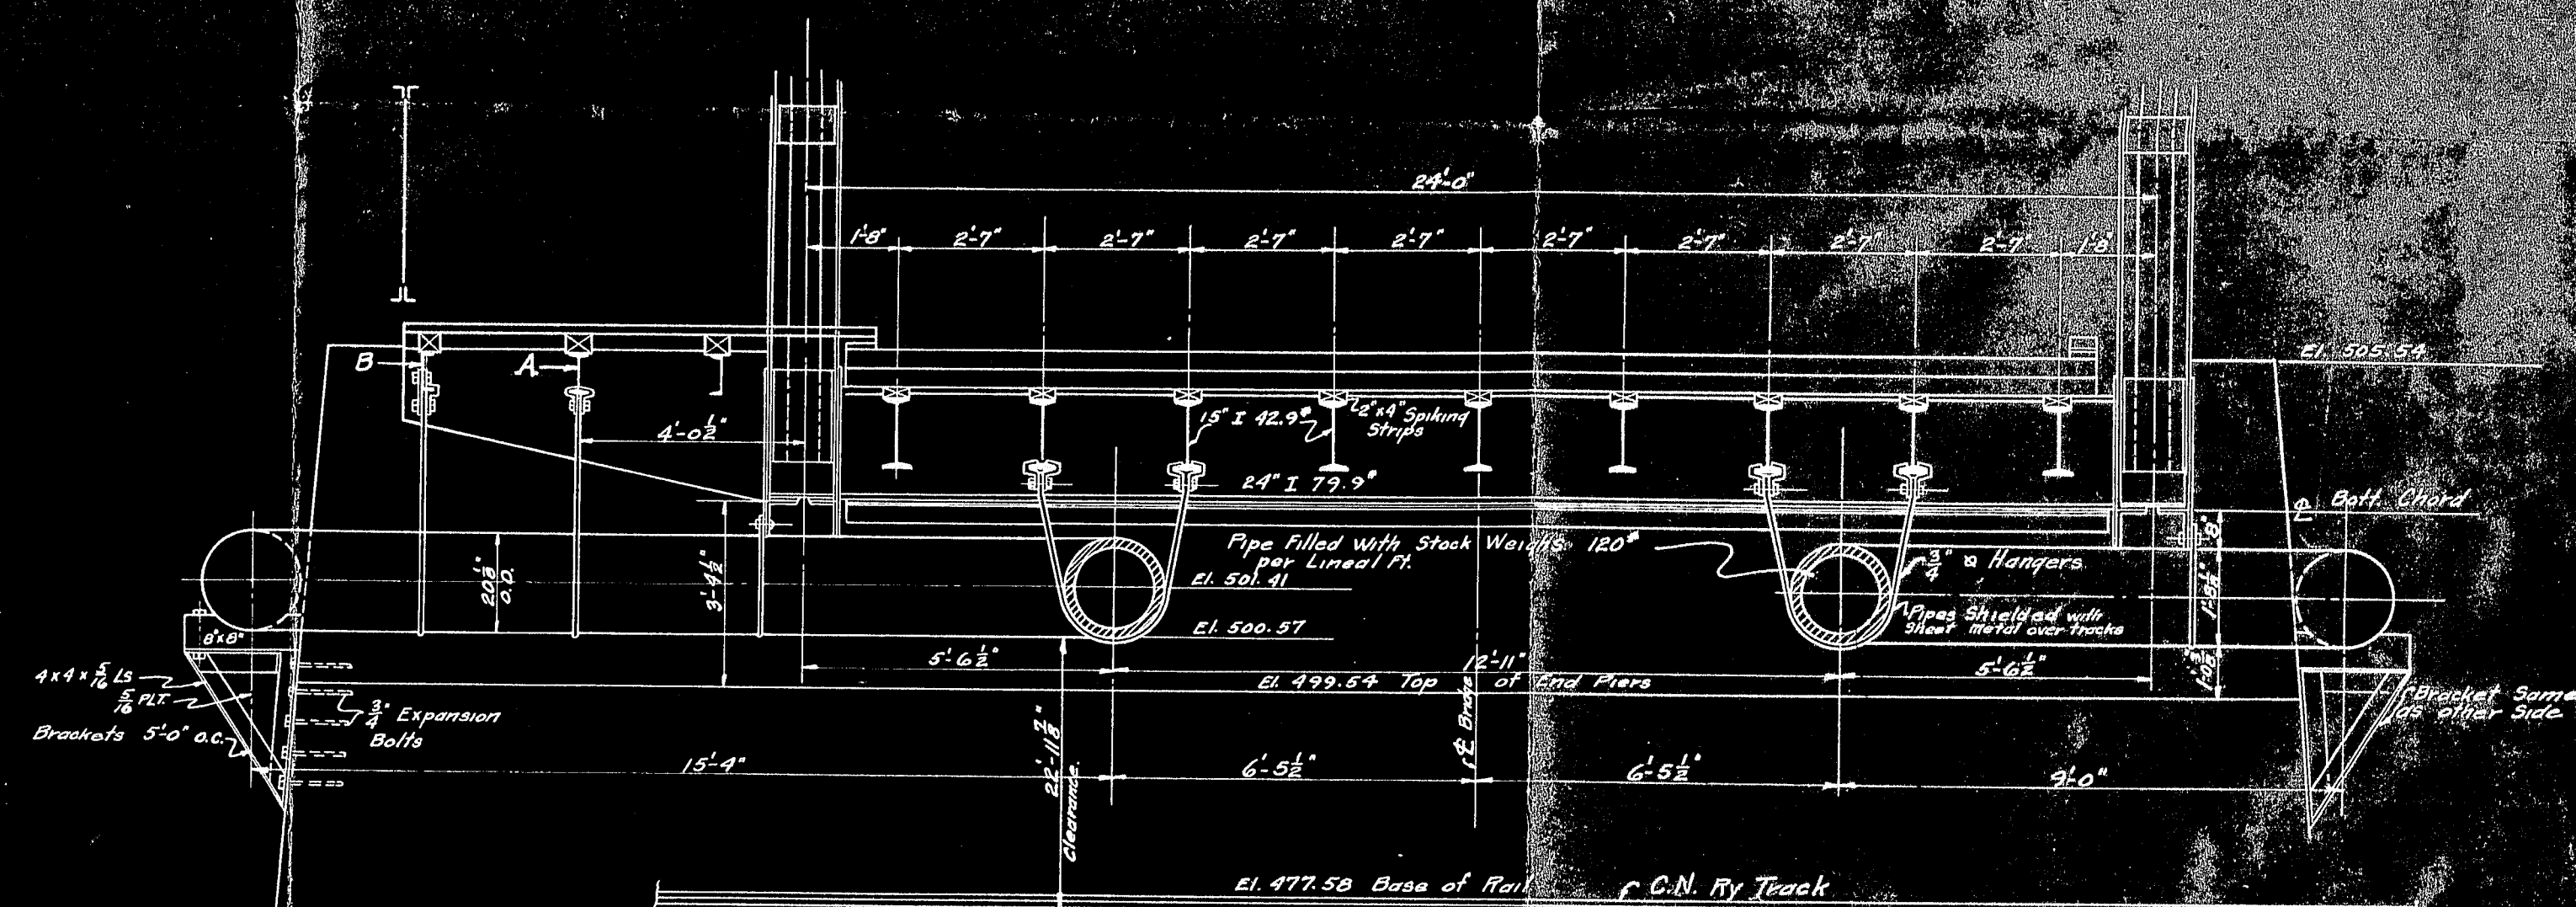 24'-0"
1'-8" 2'-7" 2'-7" 2'-7" 2'-7" 2'-7" 2'-7" 2'-7" 2'-7" 1'-8"
El. 505.54
B
A
4'-0½"
15" I 42.9#
2"x4" Spiking
Strips
24" I 79.9#
℄ Bott. Chord
Pipe Filled With Stock Weighs 120#
per Lineal Ft.
¾" Hangers
20⅛"
O.D.
3'-4½"
El. 501.41
El. 500.57
Pipes Shielded with
Sheet Metal over tracks
8"x8"
5'-6½"
12'-11"
5'-6½"
El. 499.54 Top of End Piers
4 x 4 x 5/16 Ls
5/16 PLT.
Brackets 5'-0" O.C.
¾" Expansion
Bolts
Bracket Same
as other Side
15'-4"
22'-11⅞"
Clearance.
6'-5½"
℄ Bridge
6'-5½"
9'-0"
El. 477.58 Base of Rail
C.N. Ry Track